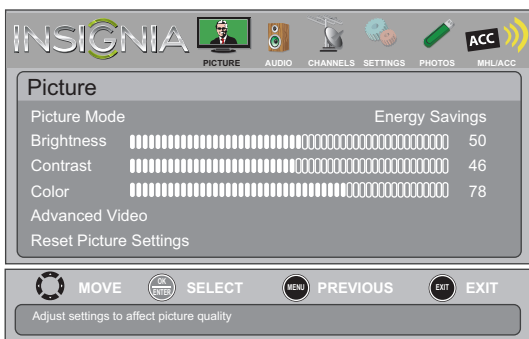 INSIGNIA
PICTURE AUDIO CHANNELS SETTINGS PHOTOS ACC MHL/ACC
Picture
Picture Mode Energy Savings
Brightness 50
Contrast 46
Color 78
Advanced Video
Reset Picture Settings
MOVE OK ENTER SELECT MENU PREVIOUS EXIT EXIT
Adjust settings to affect picture quality